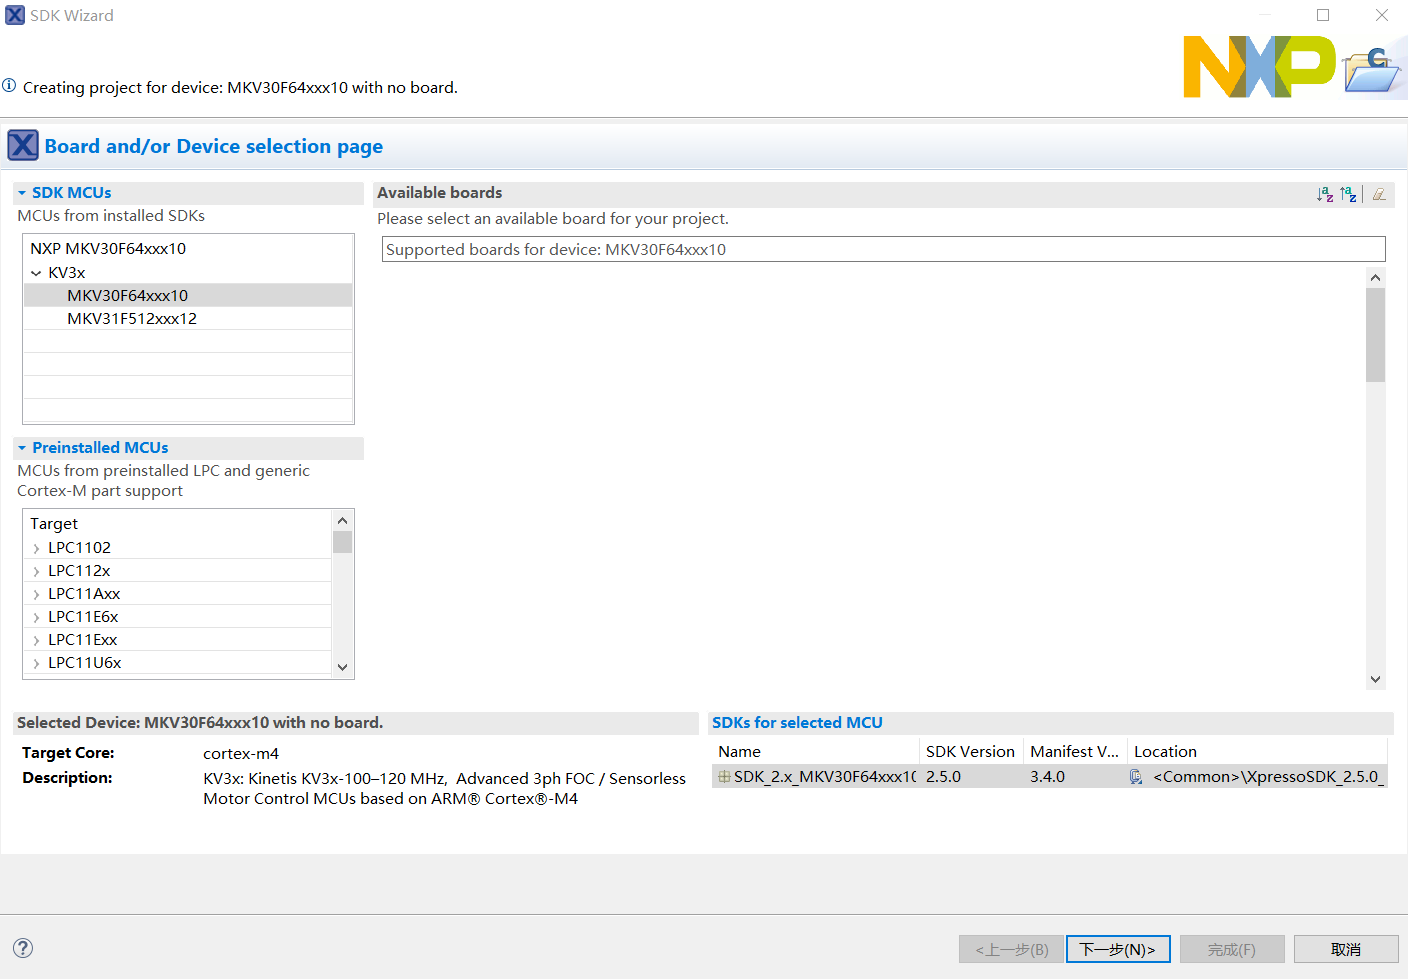 SDK Wizard
NXP
Creating project for device: MKV30F64xxx10 with no board.
Board and/or Device selection page
SDK MCUs
MCUs from installed SDKs
NXP MKV30F64xxx10
KV3x
MKV30F64xxx10
MKV31F512xxx12
Preinstalled MCUs
MCUs from preinstalled LPC and generic
Cortex-M part support
Target
LPC1102
LPC112x
LPC11Axx
LPC11E6x
LPC11Exx
LPC11U6x
Available boards
Please select an available board for your project.
Supported boards for device: MKV30F64xxx10
Selected Device: MKV30F64xxx10 with no board.
Target Core: cortex-m4
Description: KV3x: Kinetis KV3x-100–120 MHz, Advanced 3ph FOC / Sensorless
Motor Control MCUs based on ARM® Cortex®-M4
SDKs for selected MCU
Name SDK Version Manifest V... Location
SDK_2.x_MKV30F64xxx10 2.5.0 3.4.0 <Common>\XpressoSDK_2.5.0_
<上一步(B) 下一步(N)> 完成(F) 取消